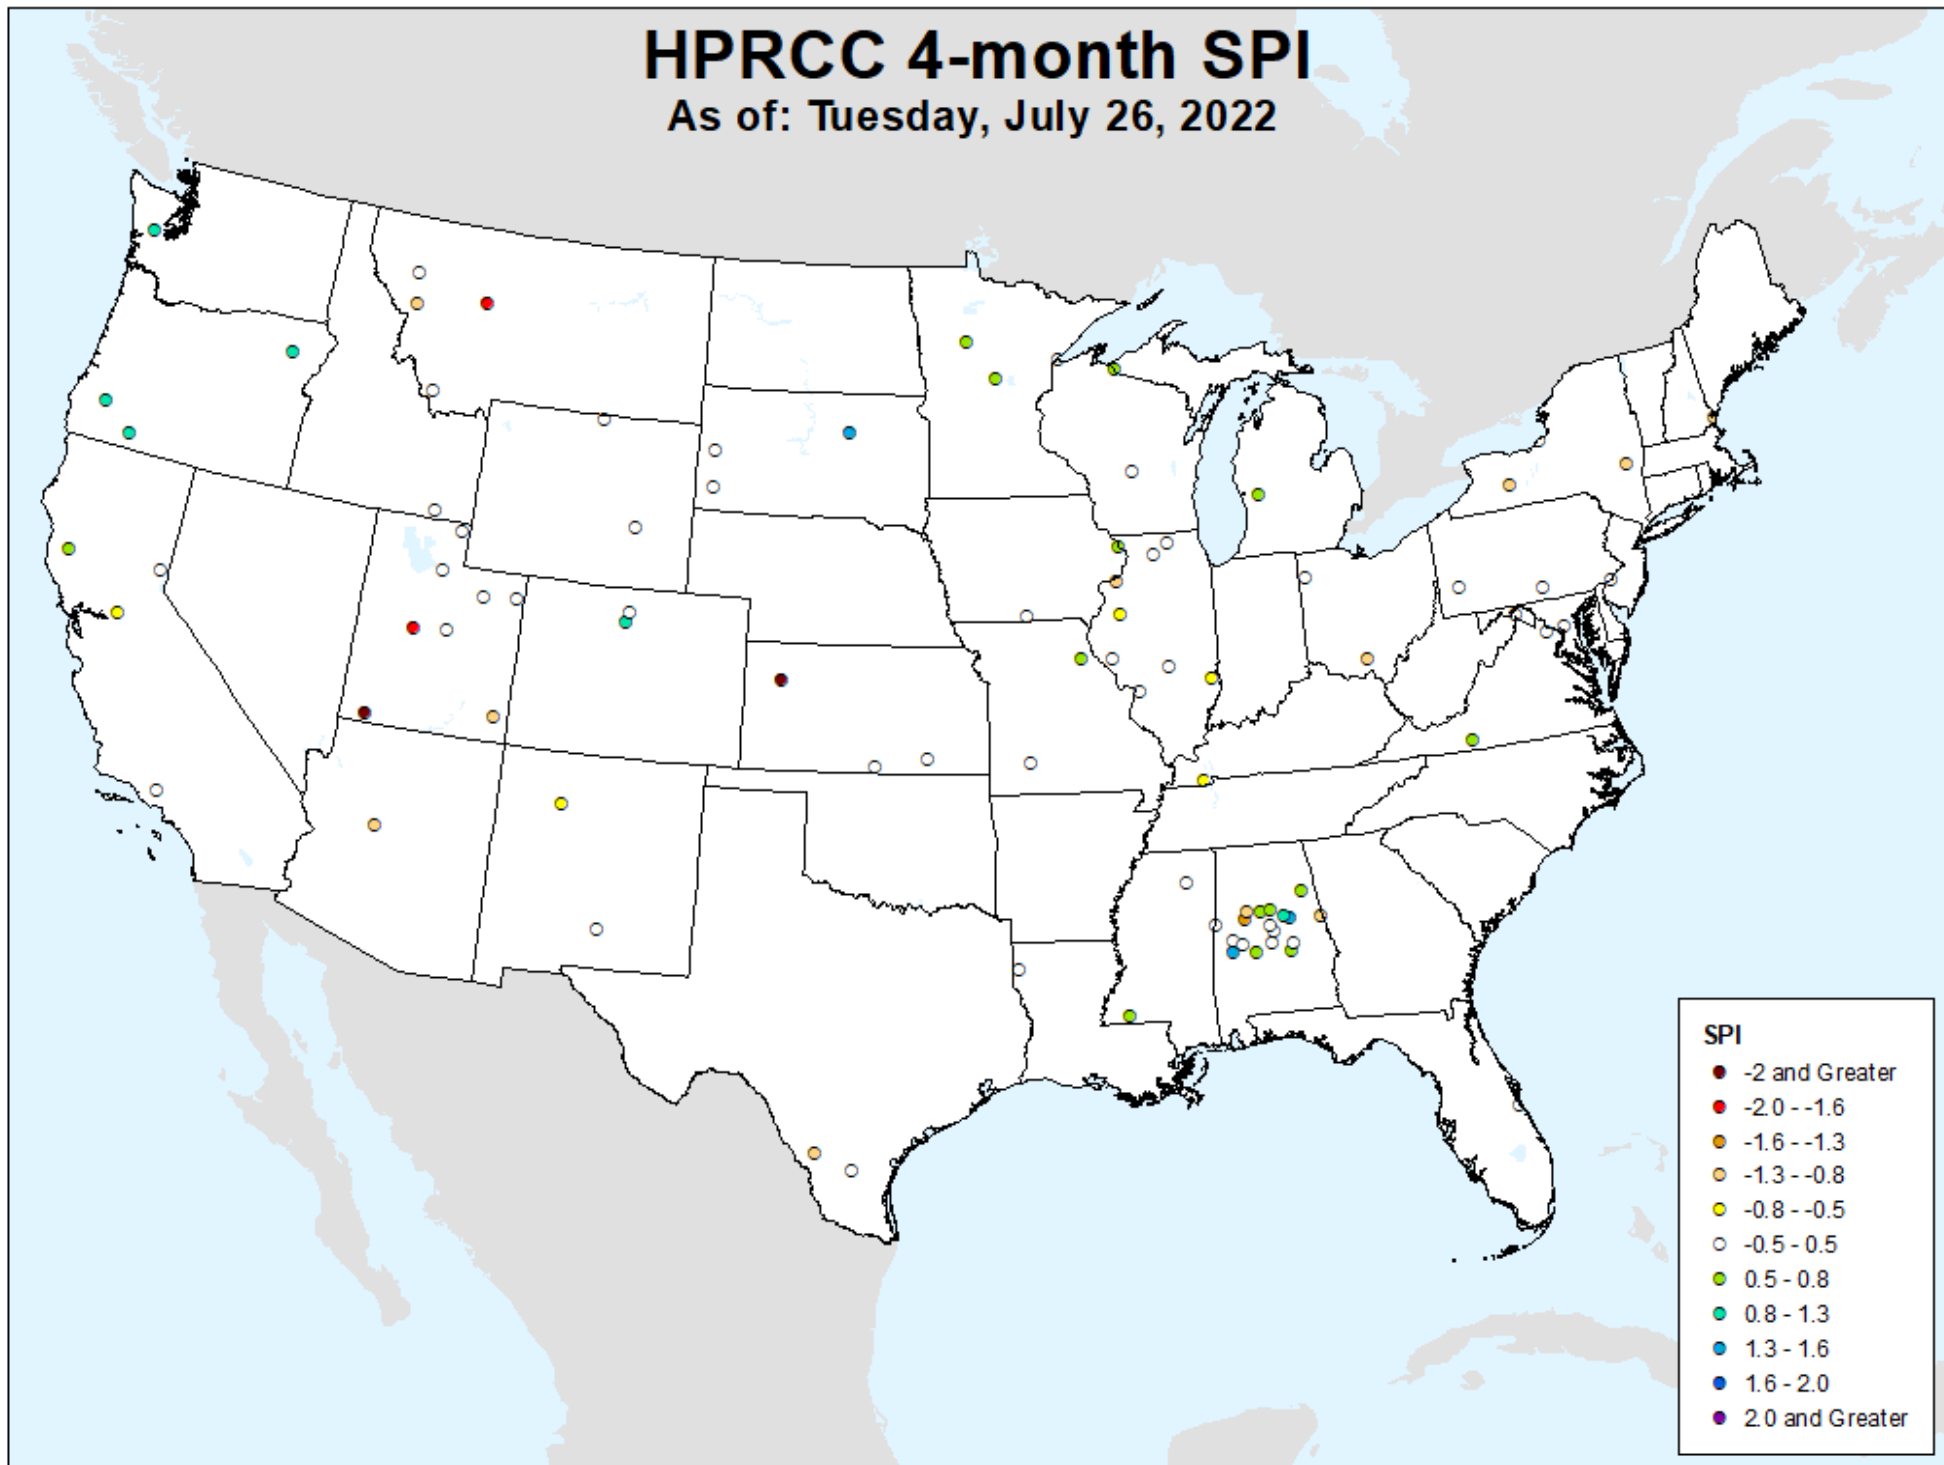 HPRCC 4-month SPI
As of: Tuesday, July 26, 2022
SPI
-2 and Greater
-2.0 - -1.6
-1.6 - -1.3
-1.3 - -0.8
-0.8 - -0.5
-0.5 - 0.5
0.5 - 0.8
0.8 - 1.3
1.3 - 1.6
1.6 - 2.0
2.0 and Greater